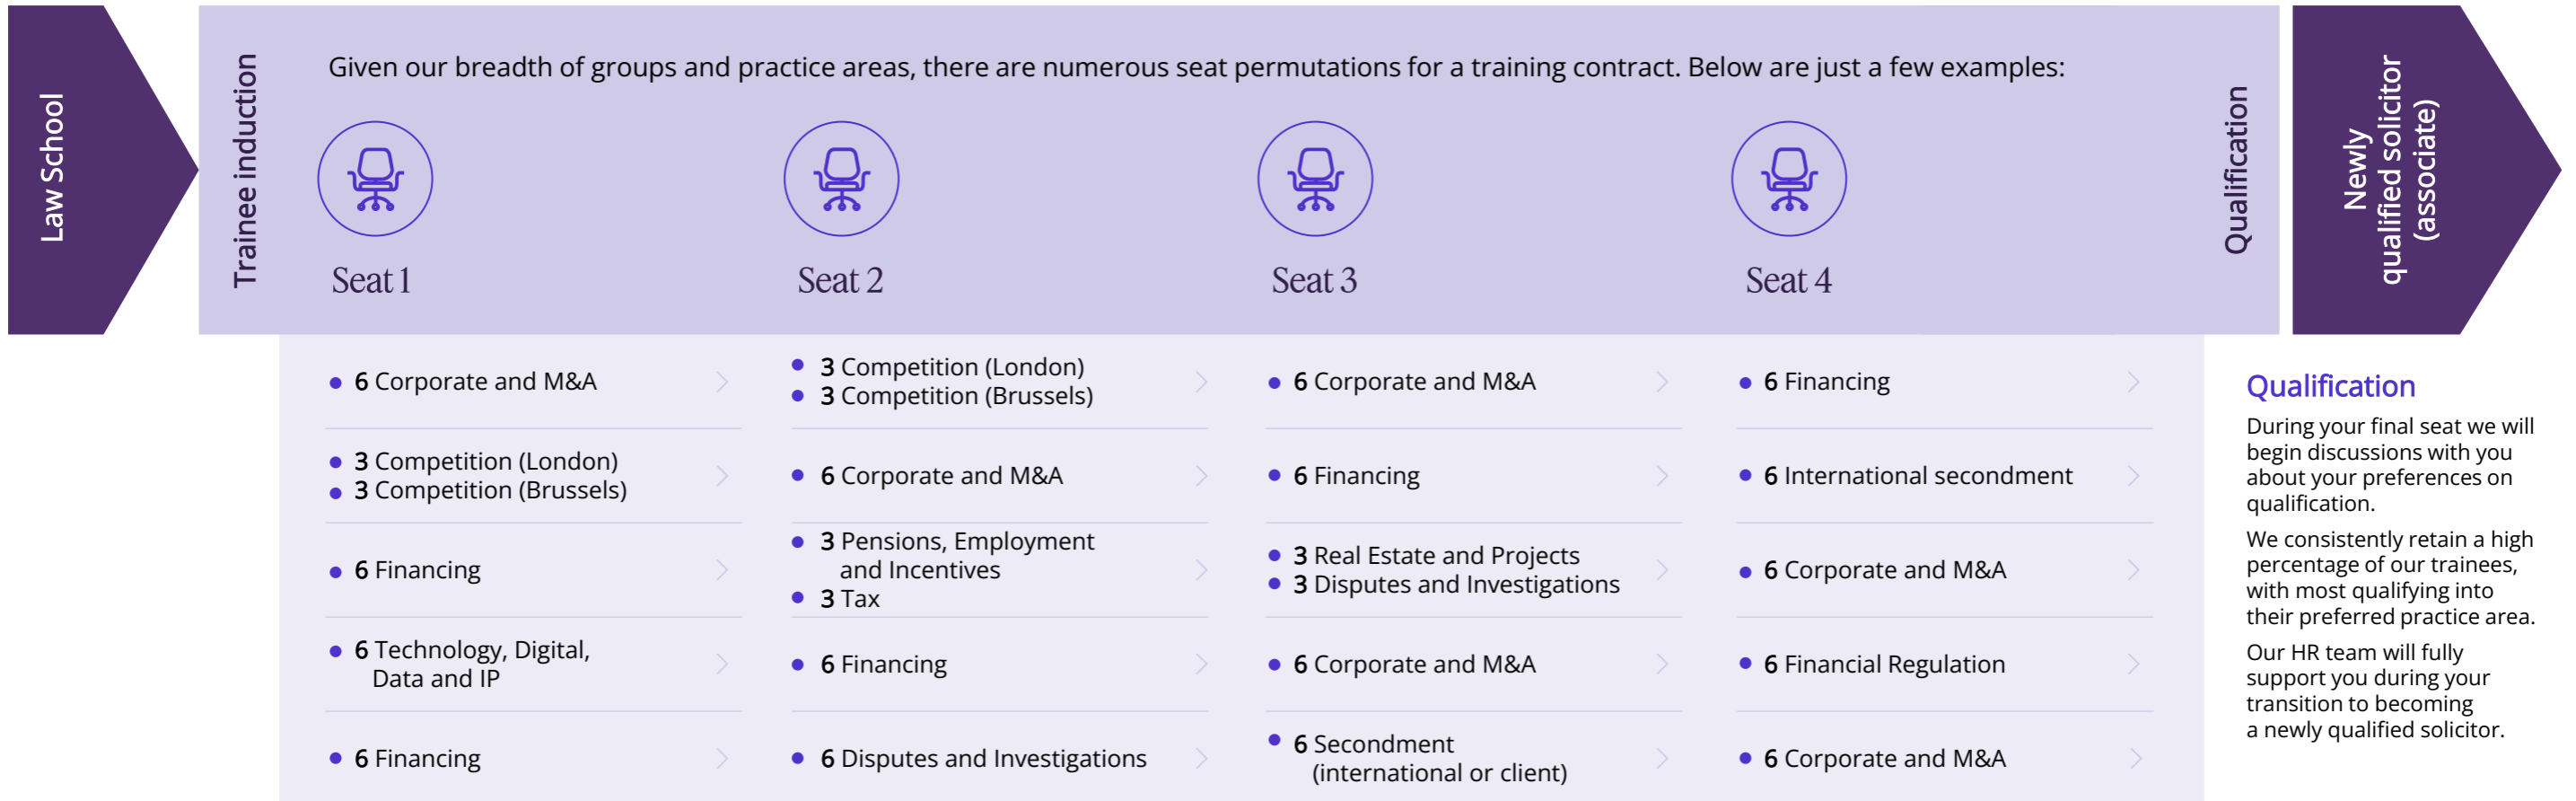 Law School
Trainee induction
Given our breadth of groups and practice areas, there are numerous seat permutations for a training contract. Below are just a few examples:
Seat 1
Seat 2
Seat 3
Seat 4
Qualification
Newly
qualified solicitor
(associate)
6 Corporate and M&A
3 Competition (London)
3 Competition (Brussels)
6 Corporate and M&A
6 Financing
3 Competition (London)
3 Competition (Brussels)
6 Corporate and M&A
6 Financing
6 International secondment
6 Financing
3 Pensions, Employment
and Incentives
3 Tax
3 Real Estate and Projects
3 Disputes and Investigations
6 Corporate and M&A
6 Technology, Digital,
Data and IP
6 Financing
6 Corporate and M&A
6 Financial Regulation
6 Financing
6 Disputes and Investigations
6 Secondment
(international or client)
6 Corporate and M&A
Qualification
During your final seat we will
begin discussions with you
about your preferences on
qualification.
We consistently retain a high
percentage of our trainees,
with most qualifying into
their preferred practice area.
Our HR team will fully
support you during your
transition to becoming
a newly qualified solicitor.